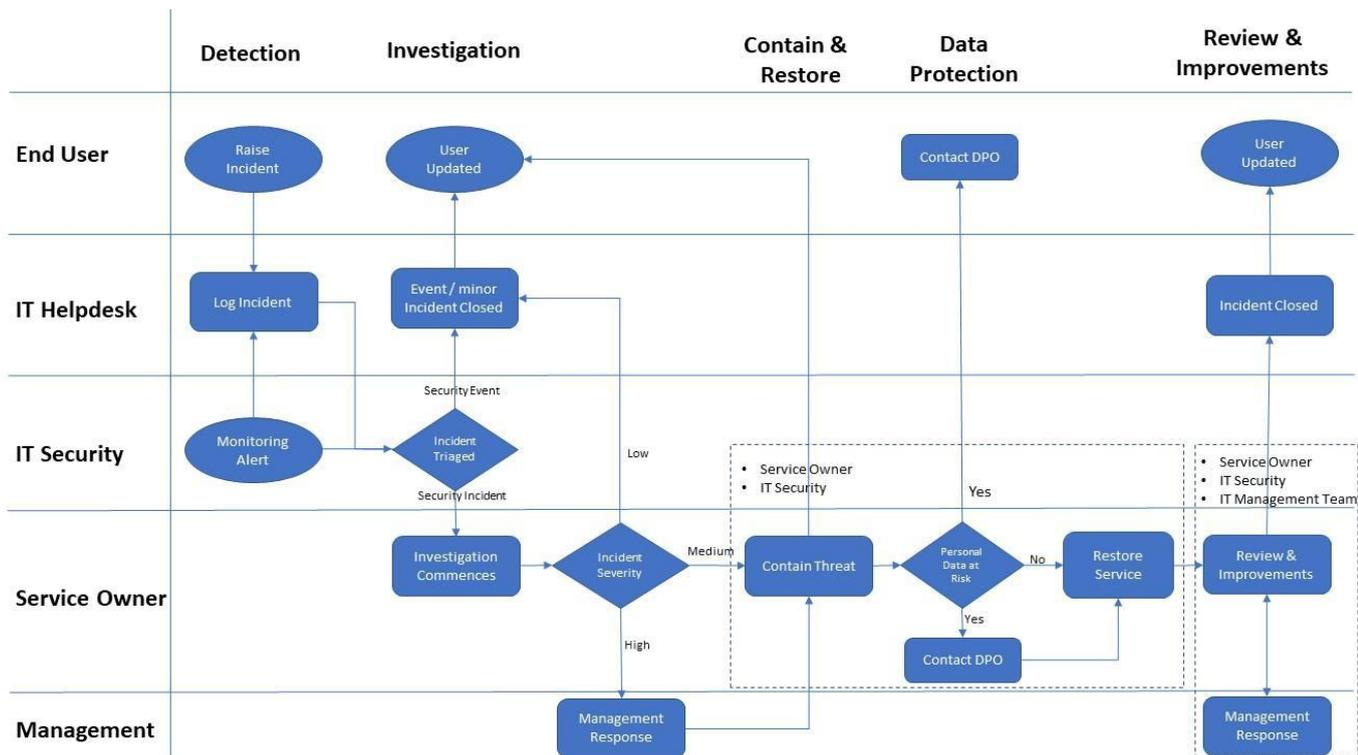 Detection
Investigation
Contain &
Restore
Data
Protection
Review &
Improvements
End User
Raise
Incident
User
Updated
Contact DPO
User
Updated
IT Helpdesk
Log Incident
Event / minor
Incident Closed
Incident Closed
Security Event
IT Security
Monitoring
Alert
Incident
Triaged
Low
• Service Owner
• IT Security
Yes
• Service Owner
• IT Security
• IT Management Team
Security Incident
Service Owner
Investigation
Commences
Incident
Severity
Medium
Contain Threat
Personal
Data at
Risk
No
Restore
Service
Review &
Improvements
High
Yes
Contact DPO
Management
Management
Response
Management
Response